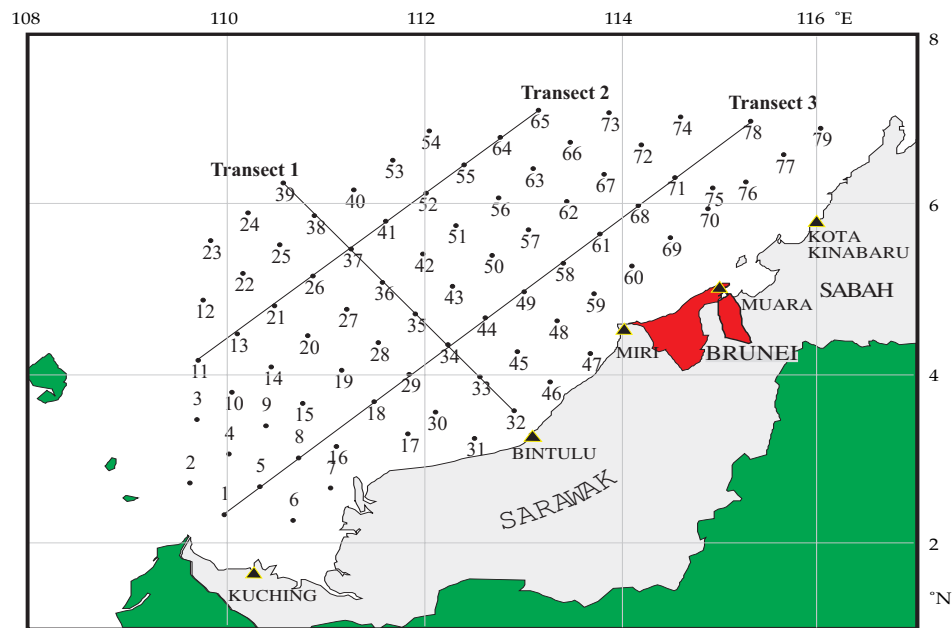 108 110 112 114 116 °E
8
Transect 2
Transect 3
65 73 74 78 79
54 64 66 72 77
53 55 63 67 71 76
Transect 1
39 40 52 56 62 68 70
6
24 38 41 51 57 61 69
KOTA
KINABARU
23 25 37 42 50 58 60
22 26 36 43 49 59
SABAH
12 21 27 35 44 48
MUARA
13 20 28 34 45 47
MIRI
BRUNEI
11 14 19 29 33 46
4
3 10 9 15 18 30 32
4 8 16 17 31
BINTULU
2 5 7
1 6
SARAWAK
2
KUCHING
°N